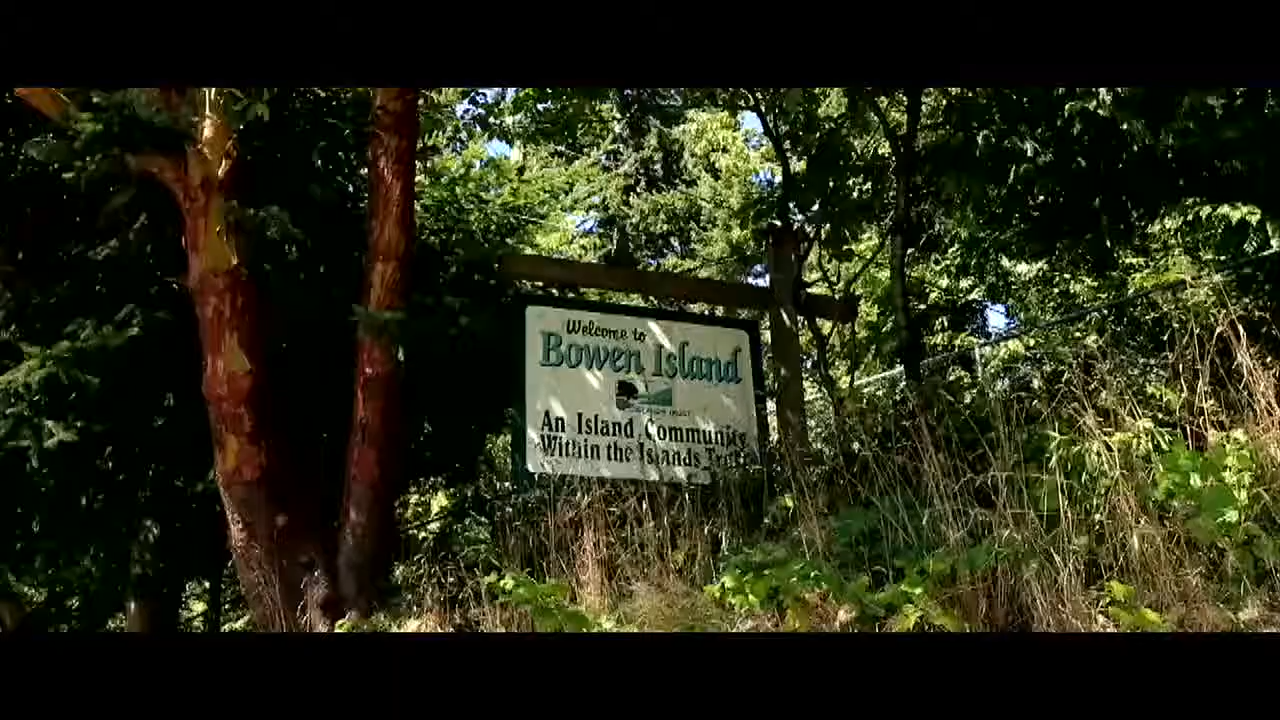 Welcome to
Bowen Island
An Island Community
Within the Islands Trust